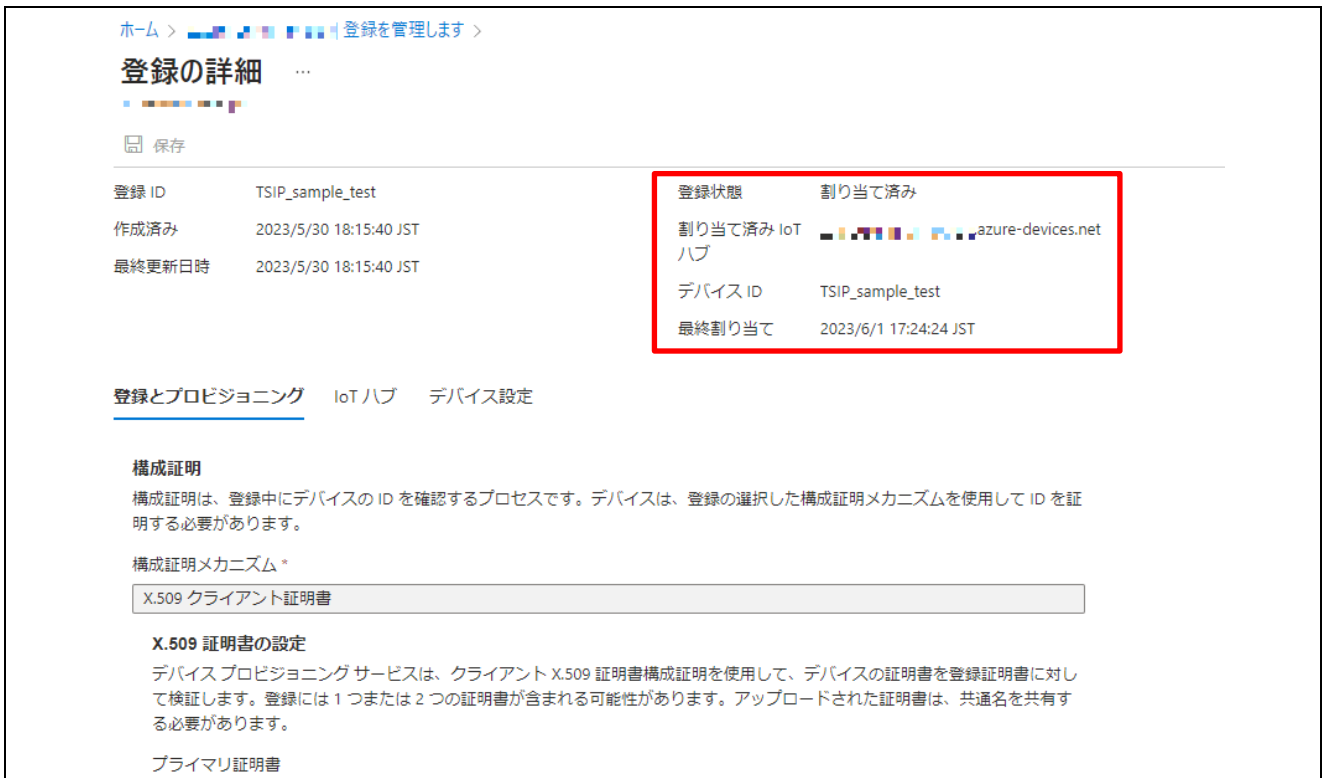 ホーム > 登録を管理します >
登録の詳細 …
保存
登録 ID TSIP_sample_test
作成済み 2023/5/30 18:15:40 JST
最終更新日時 2023/5/30 18:15:40 JST
登録状態 割り当て済み
割り当て済み IoT
ハブ
azure-devices.net
デバイス ID TSIP_sample_test
最終割り当て 2023/6/1 17:24:24 JST
登録とプロビジョニング IoT ハブ デバイス設定
構成証明
構成証明は、登録中にデバイスの ID を確認するプロセスです。デバイスは、登録の選択した構成証明メカニズムを使用して ID を証
明する必要があります。
構成証明メカニズム *
X.509 クライアント証明書
X.509 証明書の設定
デバイス プロビジョニング サービスは、クライアント X.509 証明書構成証明を使用して、デバイスの証明書を登録証明書に対し
て検証します。登録には 1 つまたは 2 つの証明書が含まれる可能性があります。アップロードされた証明書は、共通名を共有す
る必要があります。
プライマリ証明書